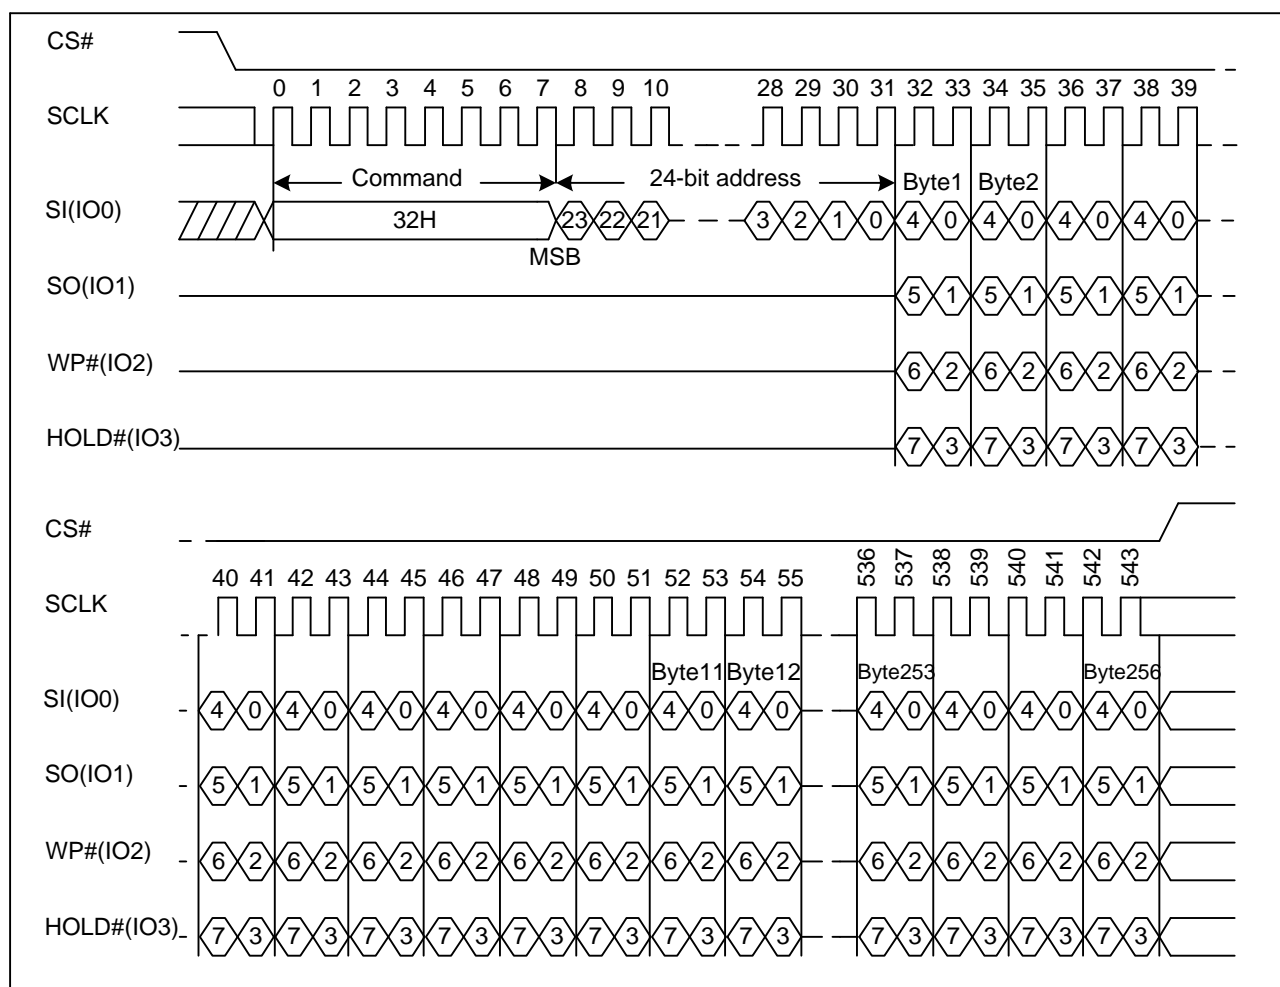 CS#
0 1 2 3 4 5 6 7 8 9 10 28 29 30 31 32 33 34 35 36 37 38 39
SCLK
Command 24-bit address Byte1 Byte2
SI(IO0) 32H 23 22 21 3 2 1 0 4 0 4 0 4 0 4 0
MSB
SO(IO1) 5 1 5 1 5 1 5 1
WP#(IO2) 6 2 6 2 6 2 6 2
HOLD#(IO3) 7 3 7 3 7 3 7 3
CS#
40 41 42 43 44 45 46 47 48 49 50 51 52 53 54 55 536 537 538 539 540 541 542 543
SCLK
Byte11 Byte12 Byte253 Byte256
SI(IO0) 4 0 4 0 4 0 4 0 4 0 4 0 4 0 4 0 4 0 4 0 4 0 4 0
SO(IO1) 5 1 5 1 5 1 5 1 5 1 5 1 5 1 5 1 5 1 5 1 5 1 5 1
WP#(IO2) 6 2 6 2 6 2 6 2 6 2 6 2 6 2 6 2 6 2 6 2 6 2 6 2
HOLD#(IO3) 7 3 7 3 7 3 7 3 7 3 7 3 7 3 7 3 7 3 7 3 7 3 7 3